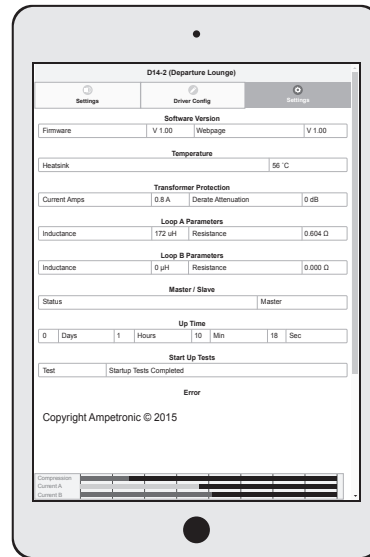 D14-2 (Departure Lounge)
Settings Driver Config Settings
Software Version
Firmware V 1.00 Webpage V 1.00
Temperature
Heatsink 56 ˚C
Transformer Protection
Current Amps 0.8 A Derate Attenuation 0 dB
Loop A Parameters
Inductance 172 uH Resistance 0.604 Ω
Loop B Parameters
Inductance 0 µH Resistance 0.000 Ω
Master / Slave
Status Master
Up Time
0 Days 1 Hours 10 Min 18 Sec
Start Up Tests
Test Startup Tests Completed
Error
Copyright Ampetronic © 2015
Compression
Current A
Current B